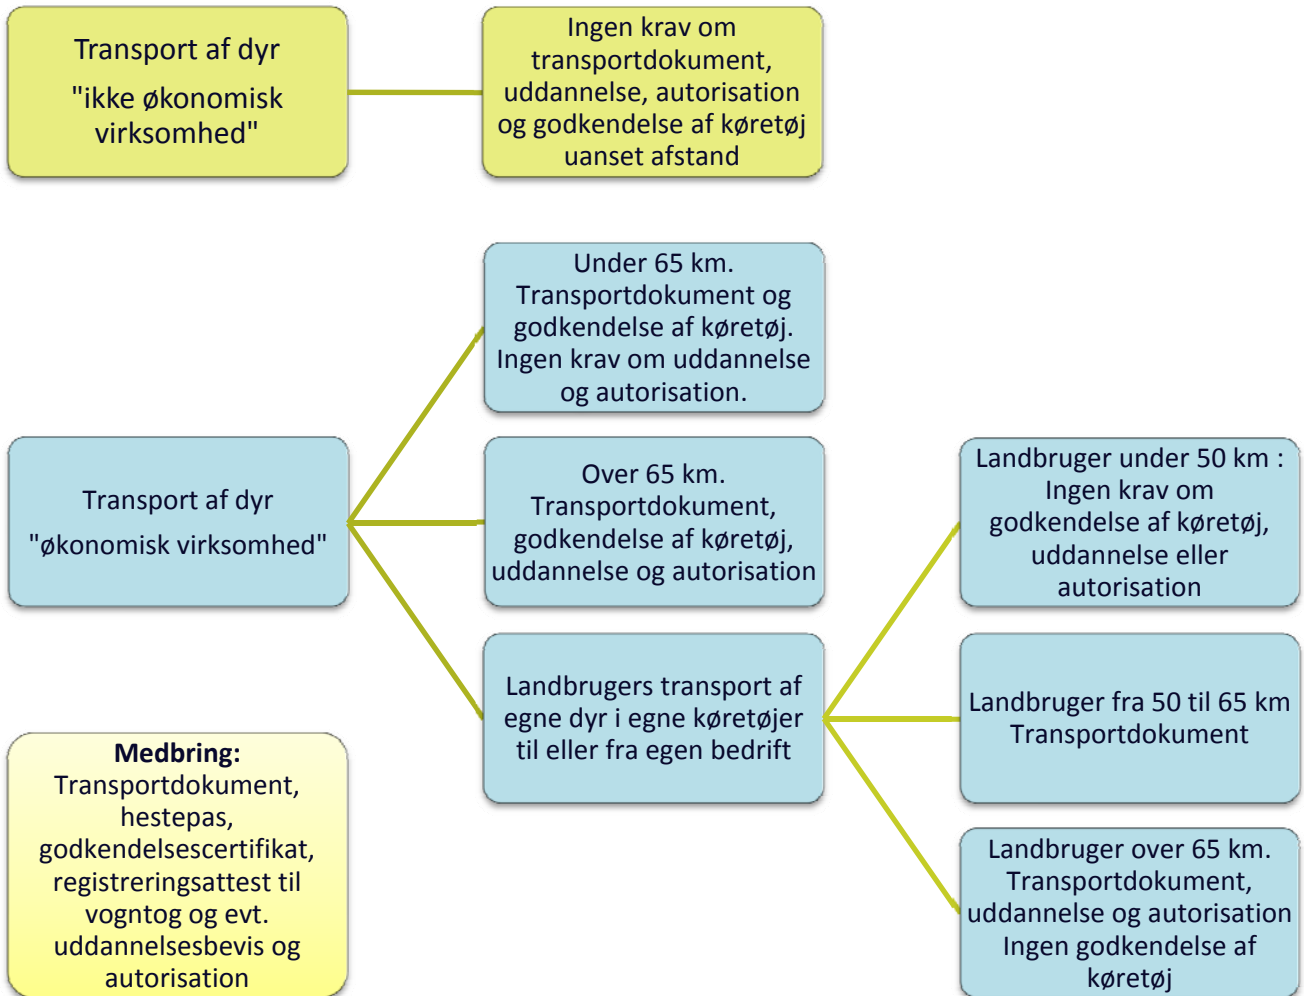 Transport af dyr
"ikke økonomisk
virksomhed"
Ingen krav om
transportdokument,
uddannelse, autorisation
og godkendelse af køretøj
uanset afstand
Transport af dyr
"økonomisk virksomhed"
Under 65 km.
Transportdokument og
godkendelse af køretøj.
Ingen krav om uddannelse
og autorisation.
Over 65 km.
Transportdokument,
godkendelse af køretøj,
uddannelse og autorisation
Landbrugers transport af
egne dyr i egne køretøjer
til eller fra egen bedrift
Landbruger under 50 km :
Ingen krav om
godkendelse af køretøj,
uddannelse eller
autorisation
Landbruger fra 50 til 65 km
Transportdokument
Landbruger over 65 km.
Transportdokument,
uddannelse og autorisation
Ingen godkendelse af
køretøj
Medbring:
Transportdokument,
hestepas,
godkendelsescertifikat,
registreringsattest til
vogntog og evt.
uddannelsesbevis og
autorisation